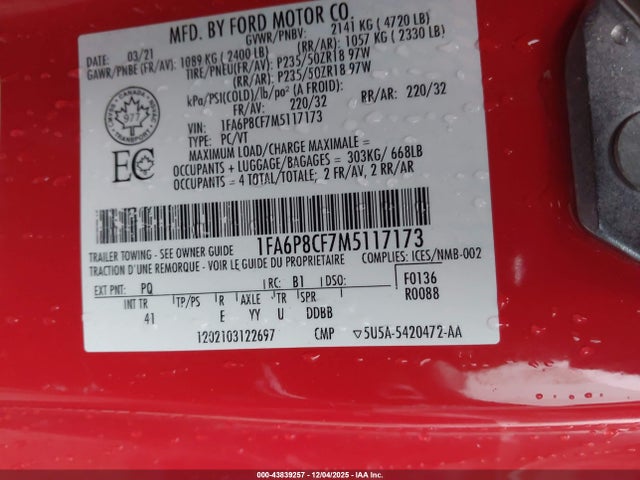 MFD. BY FORD MOTOR CO.
DATE: 03/21 GVWR/PNBV: 2141 KG ( 4720 LB)
GAWR/PNBE (FR/AV): 1089 KG ( 2400 LB) (RR/AR): 1057 KG ( 2330 LB)
TIRE/PNEU(FR/AV): P235/50ZR18 97W
(RR/AR): P235/50ZR18 97W
kPa/PSI(COLD)/lb/po² (A FROID):
FR/AV: 220/32 RR/AR: 220/32
VIN: 1FA6P8CF7M5117173
TYPE: PC/VT
MAXIMUM LOAD/CHARGE MAXIMALE =
OCCUPANTS + LUGGAGE/BAGAGES = 303KG/ 668LB
OCCUPANTS = 4 TOTAL/TOTALE; 2 FR/AV, 2 RR/AR
CANADA
977
TRANSPORT
EC
1FA6P8CF7M5117173
TRAILER TOWING - SEE OWNER GUIDE
TRACTION D'UNE REMORQUE - VOIR LE GUIDE DU PROPRIETAIRE COMPLIES: ICES/NMB-002
EXT PNT: PQ RC: B1 DSO: F0136
INT TR TP/PS R AXLE TR SPR R0088
41 E YY U DDBB
1202103122697 CMP 5U5A-5420472-AA
000-43839257 - 12/04/2025 - IAAI.COM